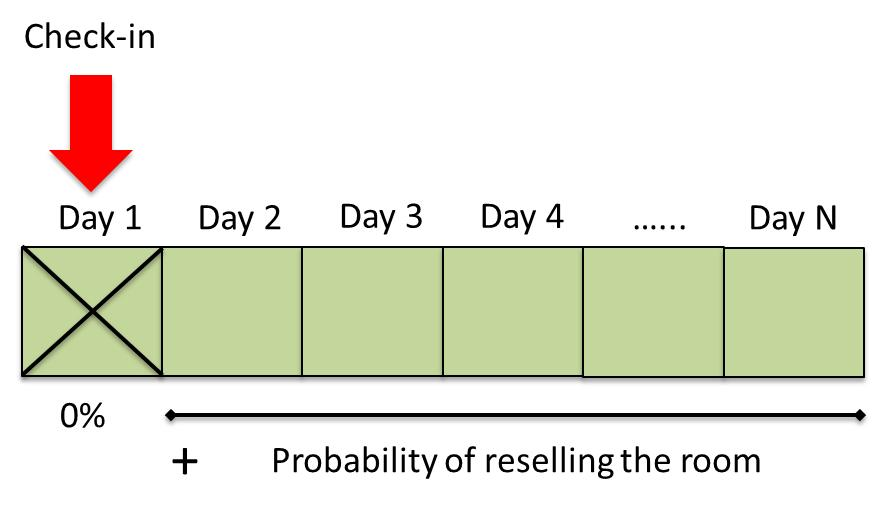 Check-in
Day 1 Day 2 Day 3 Day 4 ...... Day N
0%
+ Probability of reselling the room